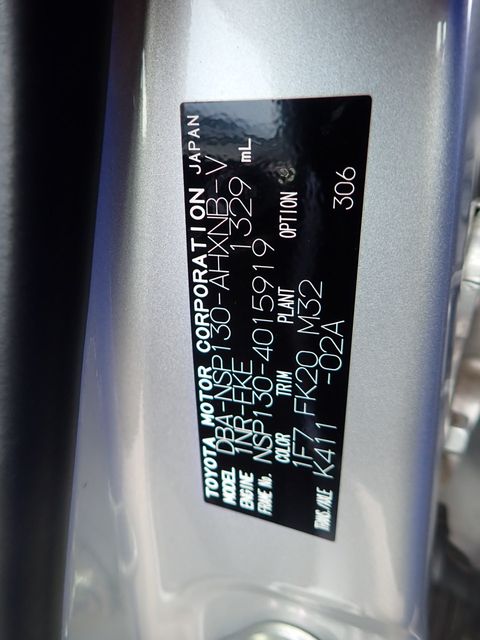 TOYOTA MOTOR CORPORATION JAPAN
MODEL DBA-NSP130-AHXNB-V
ENGINE 1NR-FKE 1329 mL
FRAME No. NSP130-4015919
COLOR TRIM PLANT OPTION
1F7 FK20 M32 306
TRANS./AXLE K411 -02A